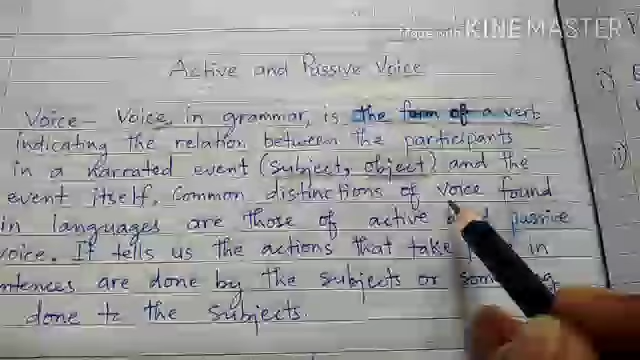 Made with KINEMASTER
Active and Passive Voice
Voice- Voice, in grammar, is the form of a verb
indicating the relation between the participants
in a narrated event (subject, object) and the
event itself. Common distinctions of voice found
in languages are those of active and passive
voice. It tells us the actions that take in
ntences are done by the subjects or
done to the subjects.
i)
ii)